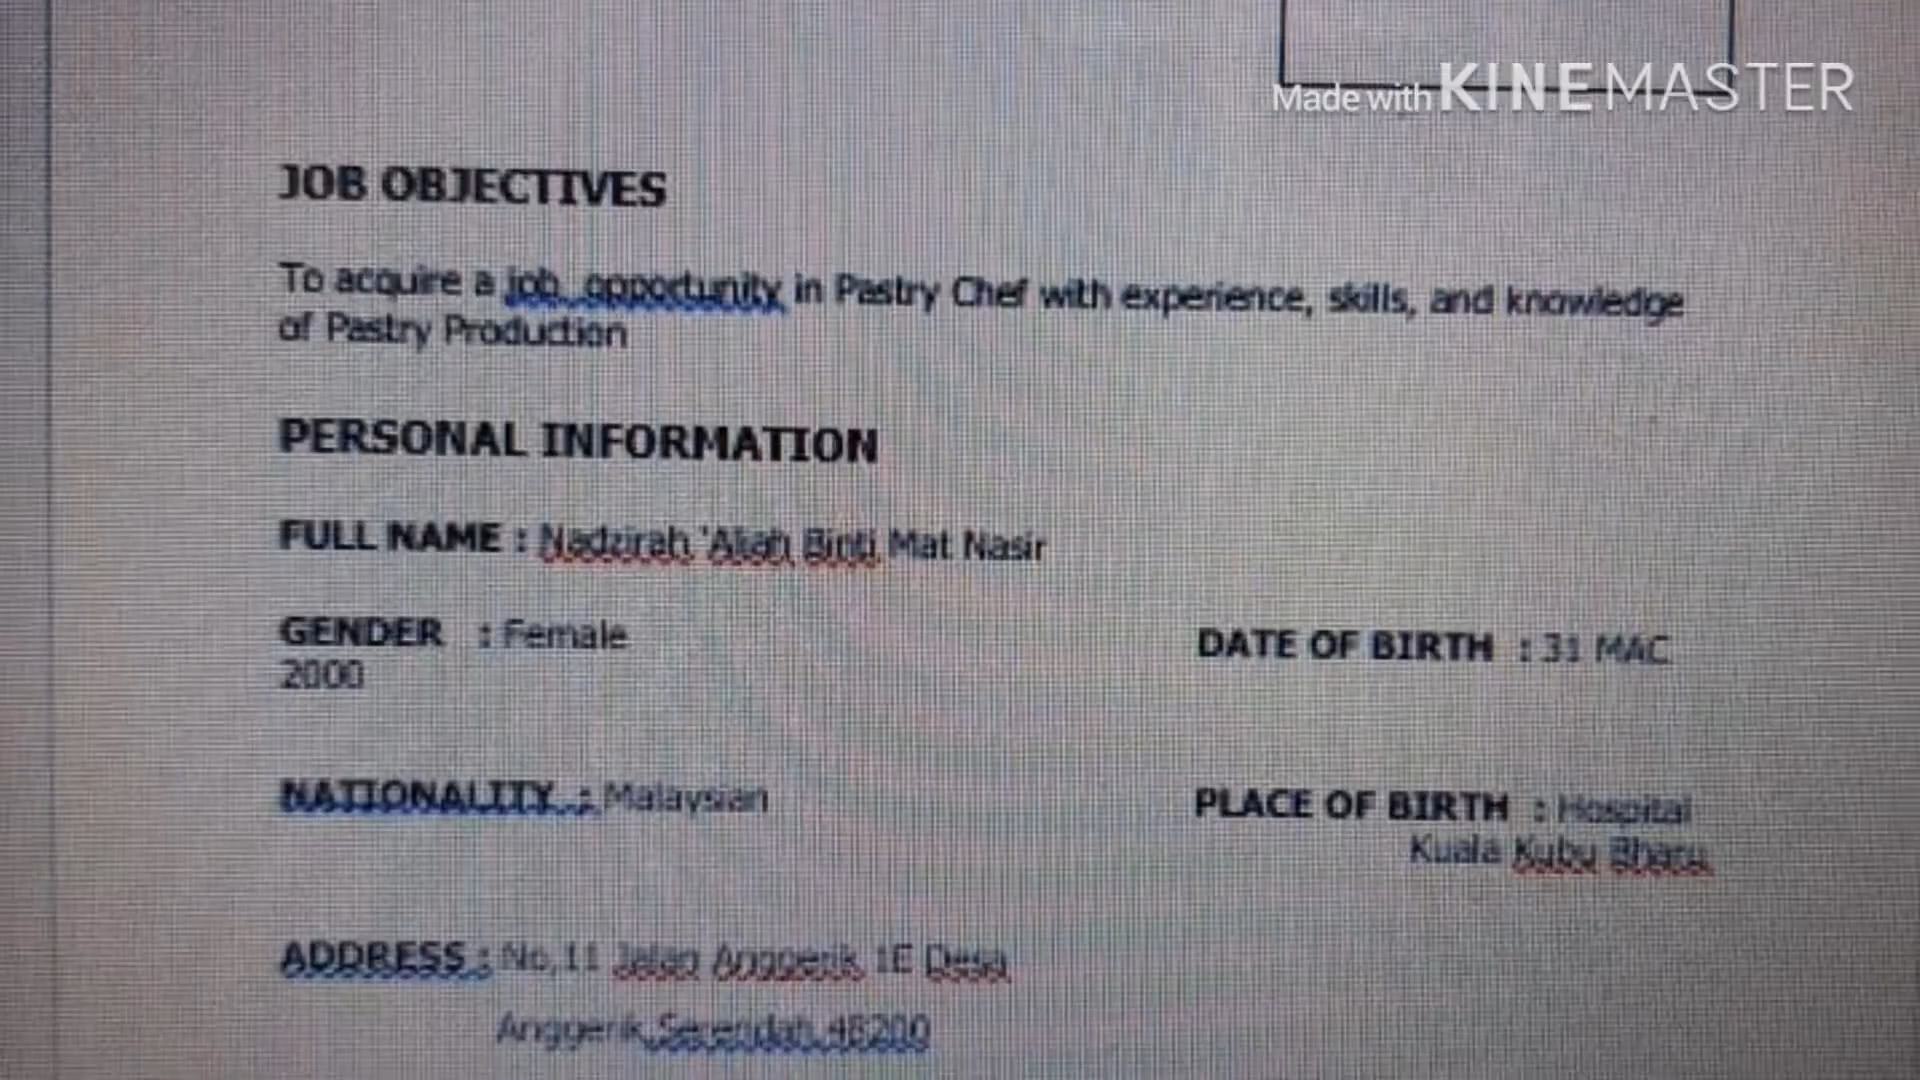 Made with KINEMASTER
JOB OBJECTIVES
To acquire a job opportunity in Pastry Chef with experience, skills, and knowledge
of Pastry Production
PERSONAL INFORMATION
FULL NAME : Nadzirah 'Aliah Binti Mat Nasir
GENDER : Female DATE OF BIRTH : 31 MAC
2000
NATIONALITY : Malaysian PLACE OF BIRTH : Hospital
Kuala Kubu Bharu
ADDRESS : No,11 Jalan Anggerik 1E Desa
Anggerik,Serendah,48200